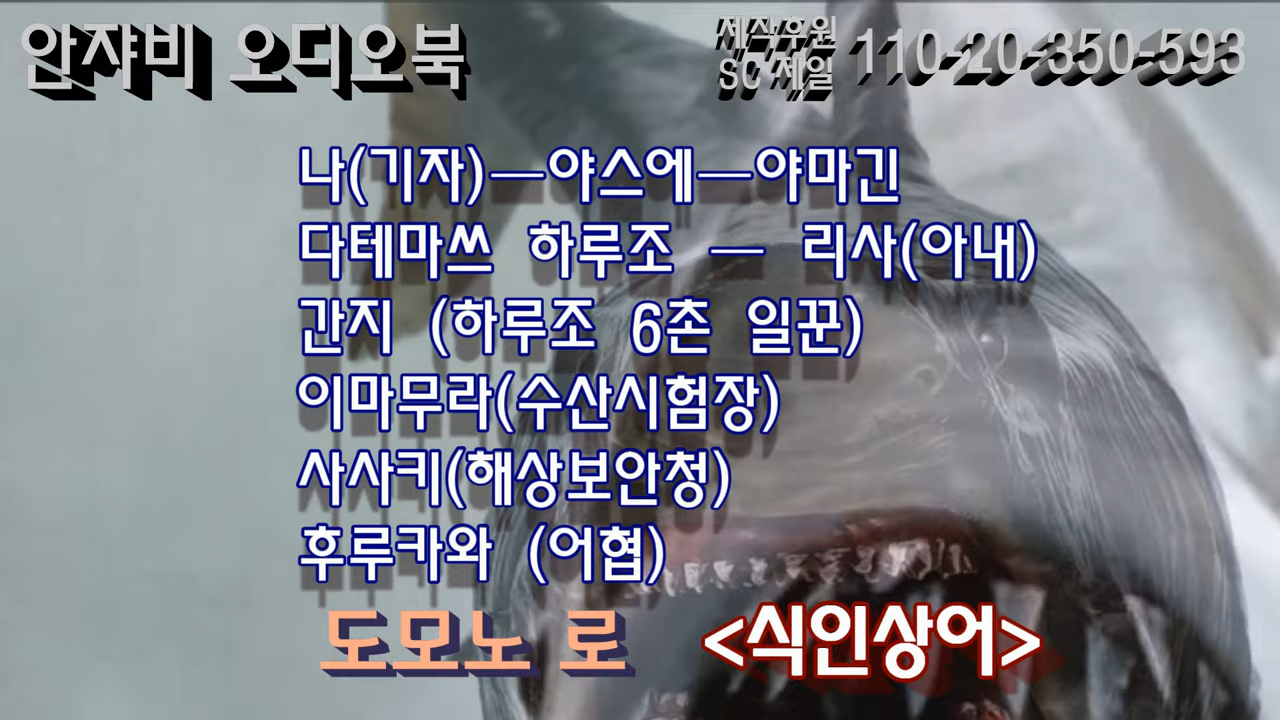 안쟈비 오디오북
제작후원
SC 제일
110-20-350-593
나(기자)—야스에—야마긴
다테마쓰 하루조 — 리사(아내)
간지 (하루조 6촌 일꾼)
이마무라(수산시험장)
사사키(해상보안청)
후루카와 (어협)
도모노 로 <식인상어>